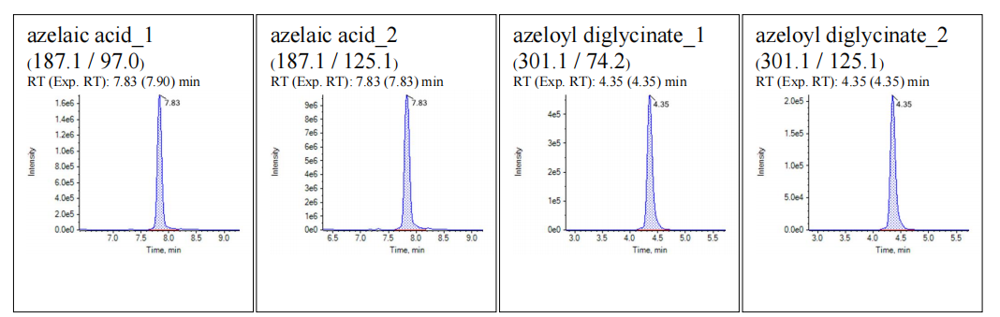 azelaic acid_1
(187.1 / 97.0)
RT (Exp. RT): 7.83 (7.90) min
7.83
1.6e6
1.4e6
1.2e6
1.0e6
8.0e5
6.0e5
4.0e5
2.0e5
0.0e0
Intensity
7.0 7.5 8.0 8.5 9.0
Time, min
azelaic acid_2
(187.1 / 125.1)
RT (Exp. RT): 7.83 (7.83) min
7.83
9e6
8e6
7e6
6e6
5e6
4e6
3e6
2e6
1e6
0e0
Intensity
6.5 7.0 7.5 8.0 8.5 9.0
Time, min
azeloyl diglycinate_1
(301.1 / 74.2)
RT (Exp. RT): 4.35 (4.35) min
4.35
4e5
3e5
2e5
1e5
0e0
Intensity
3.0 3.5 4.0 4.5 5.0 5.5
Time, min
azeloyl diglycinate_2
(301.1 / 125.1)
RT (Exp. RT): 4.35 (4.35) min
4.35
2.0e5
1.5e5
1.0e5
5.0e4
0.0e0
Intensity
3.0 3.5 4.0 4.5 5.0 5.5
Time, min